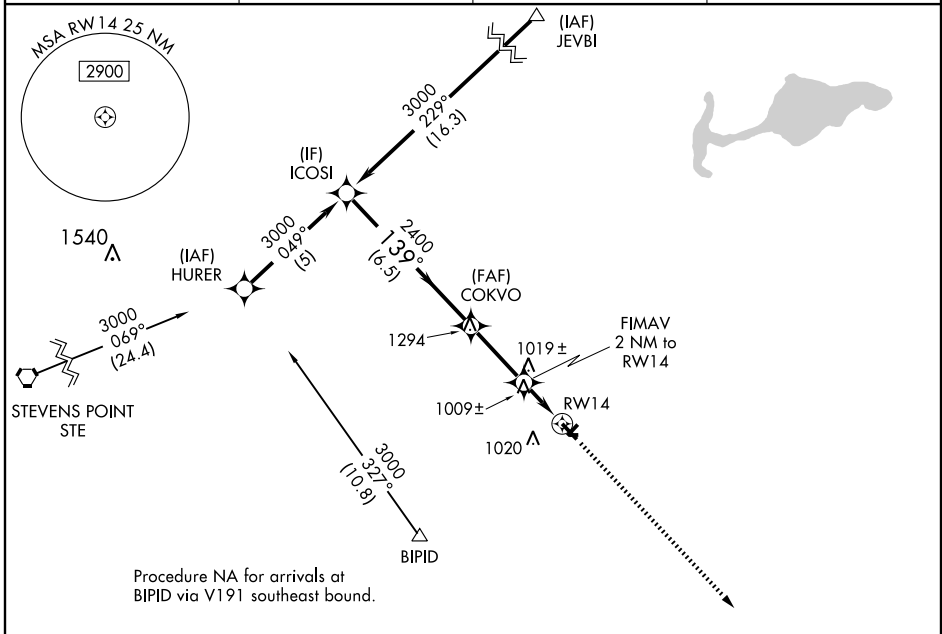 MSA RW14 25 NM
2900
(IAF)
JEVBI
3000
229°
(16.3)
(IF)
ICOSI
1540
(IAF)
HURER
3000
049°
(5)
2400
139°
(6.5)
(FAF)
COKVO
1294
3000
069°
(24.4)
STEVENS POINT
STE
FIMAV
2 NM to
RW14
1019±
1009±
RW14
1020
3000
327°
(10.8)
BIPID
Procedure NA for arrivals at
BIPID via V191 southeast bound.